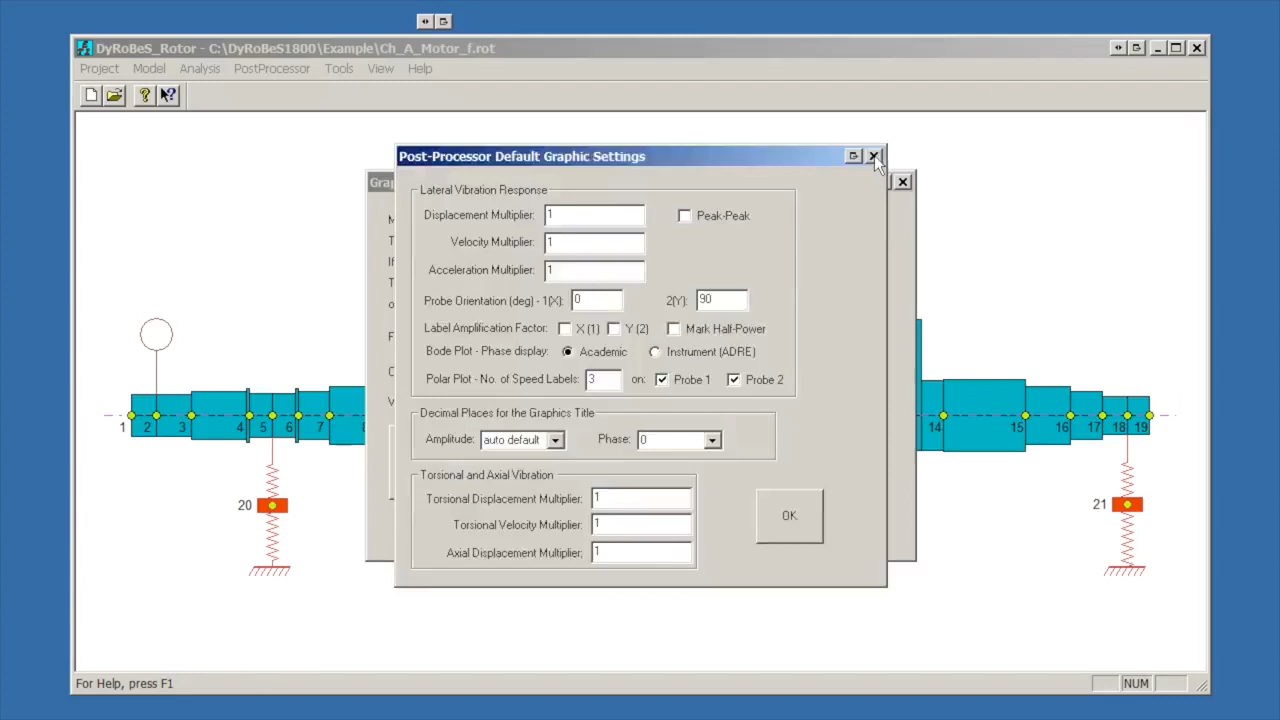 DyRoBeS_Rotor - C:\DyRoBeS1800\Example\Ch_A_Motor_f.rot
Project Model Analysis PostProcessor Tools View Help
Post-Processor Default Graphic Settings
Lateral Vibration Response
Displacement Multiplier: 1 Peak-Peak
Velocity Multiplier: 1
Acceleration Multiplier: 1
Probe Orientation (deg) - 1(X): 0 2(Y): 90
Label Amplification Factor: X (1) Y (2) Mark Half-Power
Bode Plot - Phase display: Academic Instrument (ADRE)
Polar Plot - No. of Speed Labels: 3 on: Probe 1 Probe 2
Decimal Places for the Graphics Title
Amplitude: auto default Phase: 0
Torsional and Axial Vibration
Torsional Displacement Multiplier: 1
Torsional Velocity Multiplier: 1
Axial Displacement Multiplier: 1
OK
1 2 3 4 5 6 7 14 15 16 17 18 19
20 21
For Help, press F1 NUM